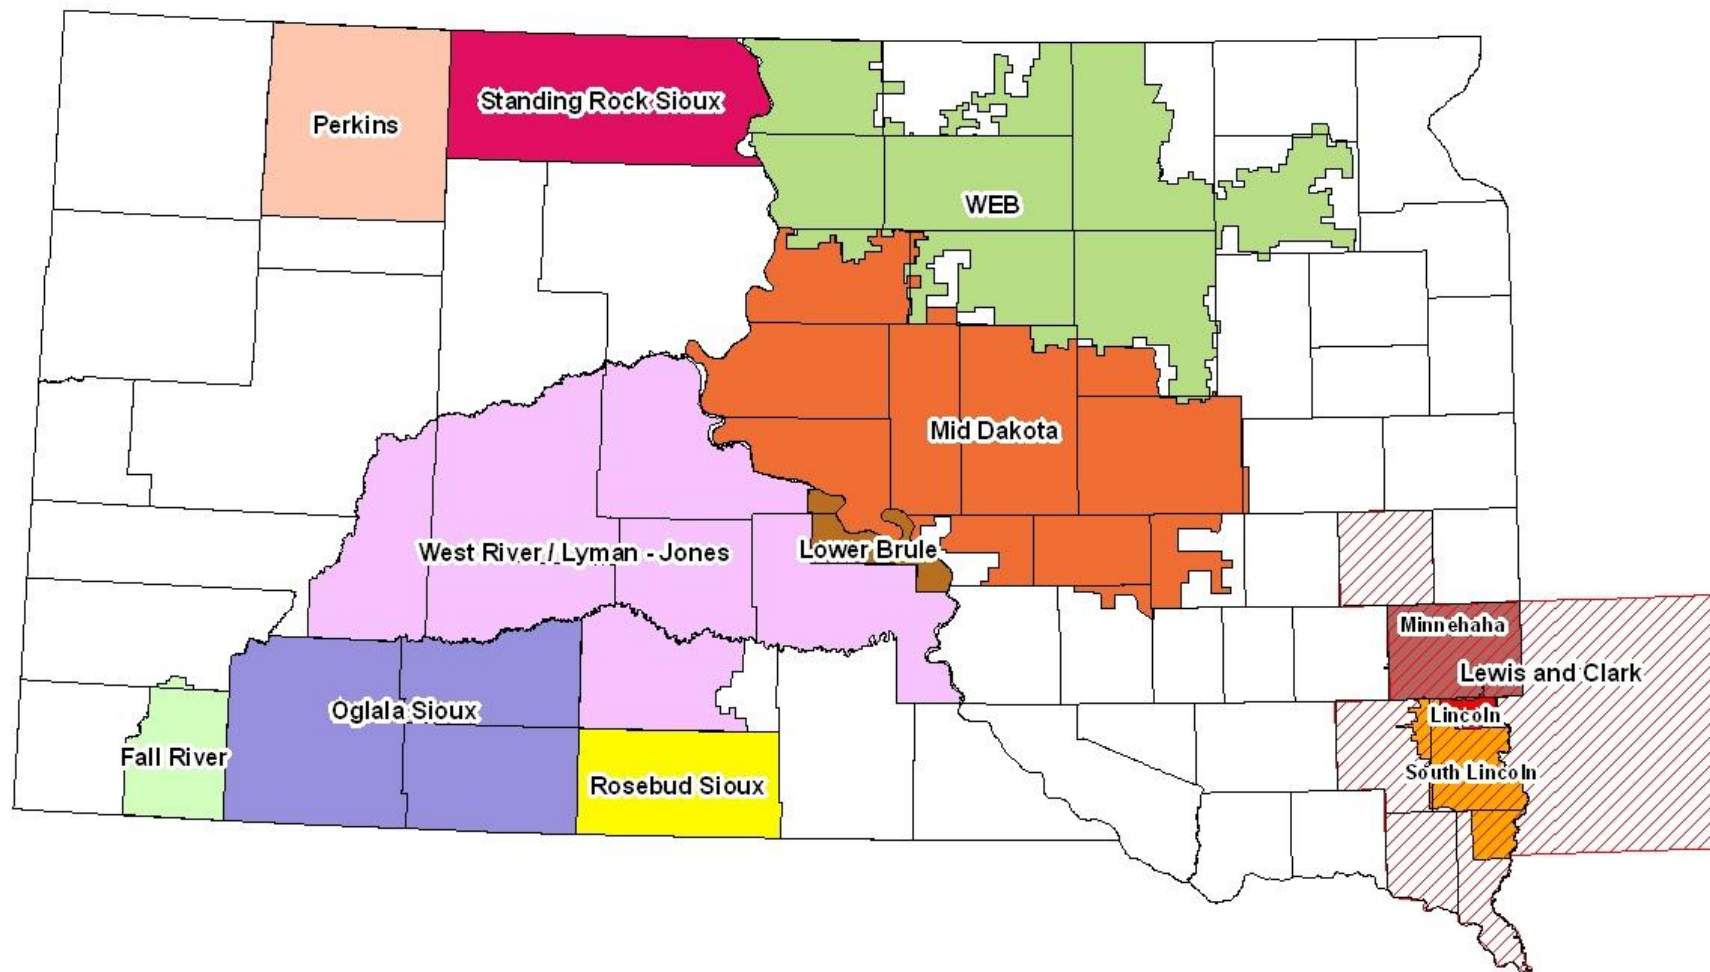 Standing Rock Sioux
Perkins
WEB
Mid Dakota
West River / Lyman - Jones
Lower Brule
Minnehaha
Lewis and Clark
Oglala Sioux
Lincoln
Fall River
South Lincoln
Rosebud Sioux